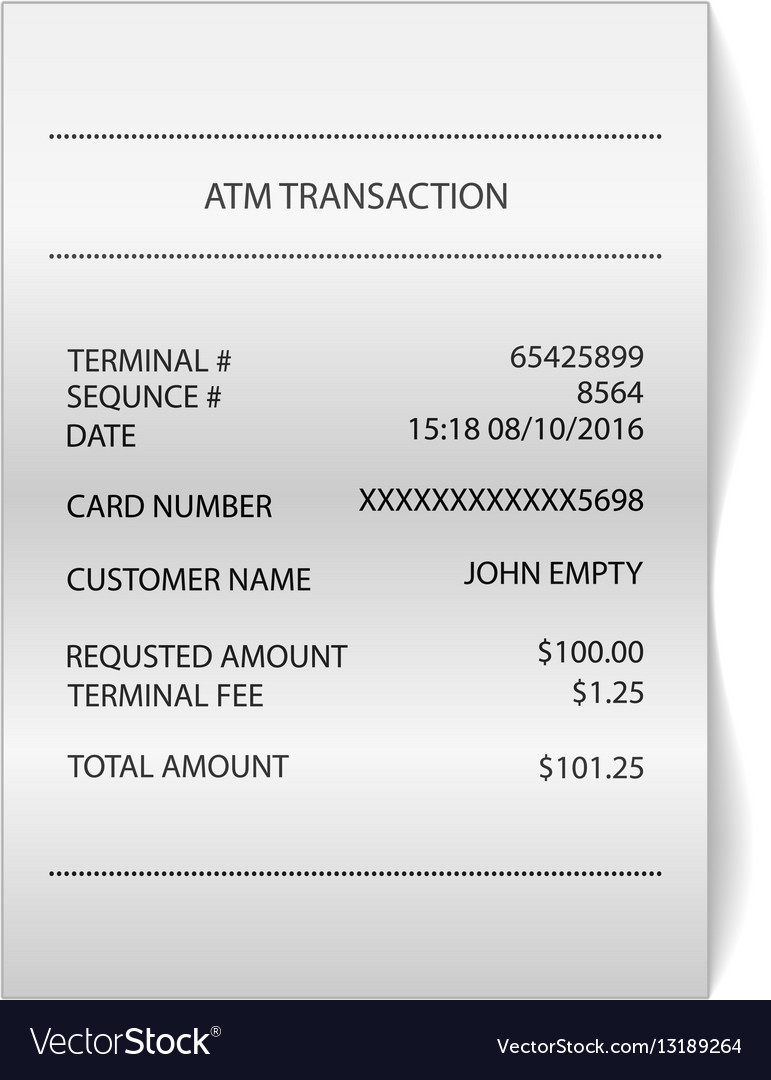 ATM TRANSACTION
TERMINAL # 65425899
SEQUNCE # 8564
DATE 15:18 08/10/2016
CARD NUMBER XXXXXXXXXXXX5698
CUSTOMER NAME JOHN EMPTY
REQUSTED AMOUNT $100.00
TERMINAL FEE $1.25
TOTAL AMOUNT $101.25
VectorStock® VectorStock.com/13189264